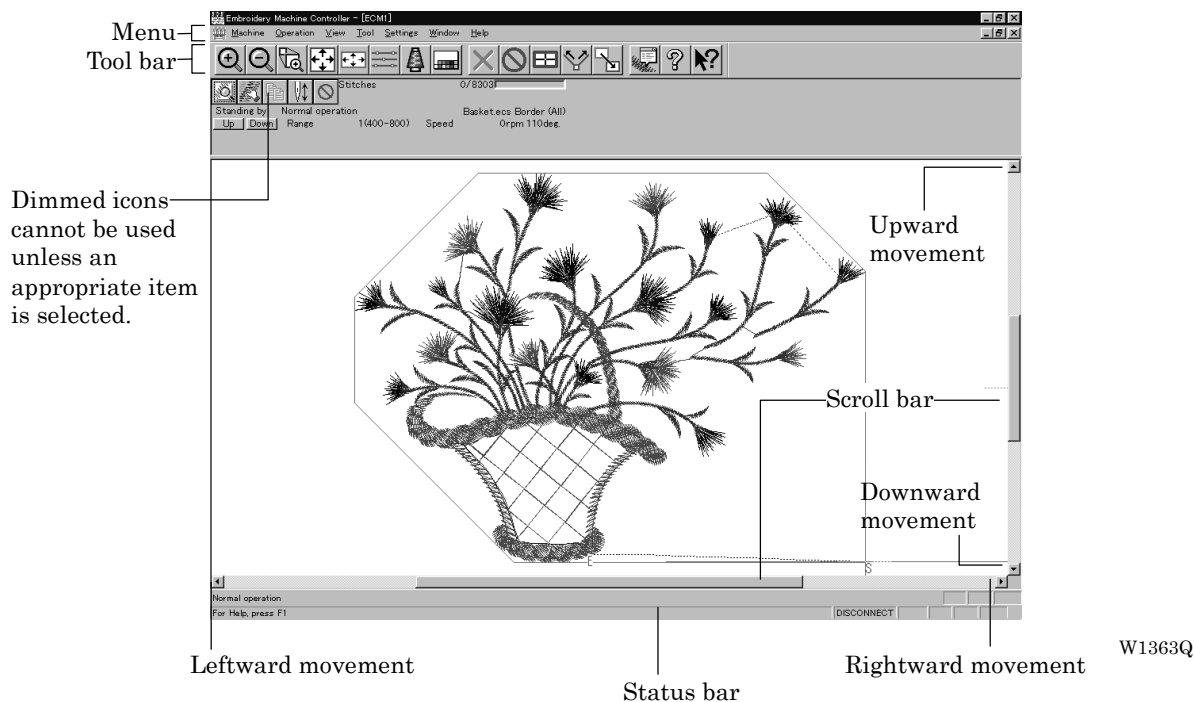 Embroidery Machine Controller - [ECM1]
Menu
Machine Operation View Tool Settings Window Help
Tool bar
Stitches 0/8303
Standing by Normal operation Basket.ecs Border (All)
Up Down Range 1(400-800) Speed 0rpm 110deg.
Dimmed icons
cannot be used
unless an
appropriate item
is selected.
Upward
movement
Scroll bar
Downward
movement
E
S
Normal operation
For Help, press F1 DISCONNECT
Leftward movement
Rightward movement
W1363Q
Status bar